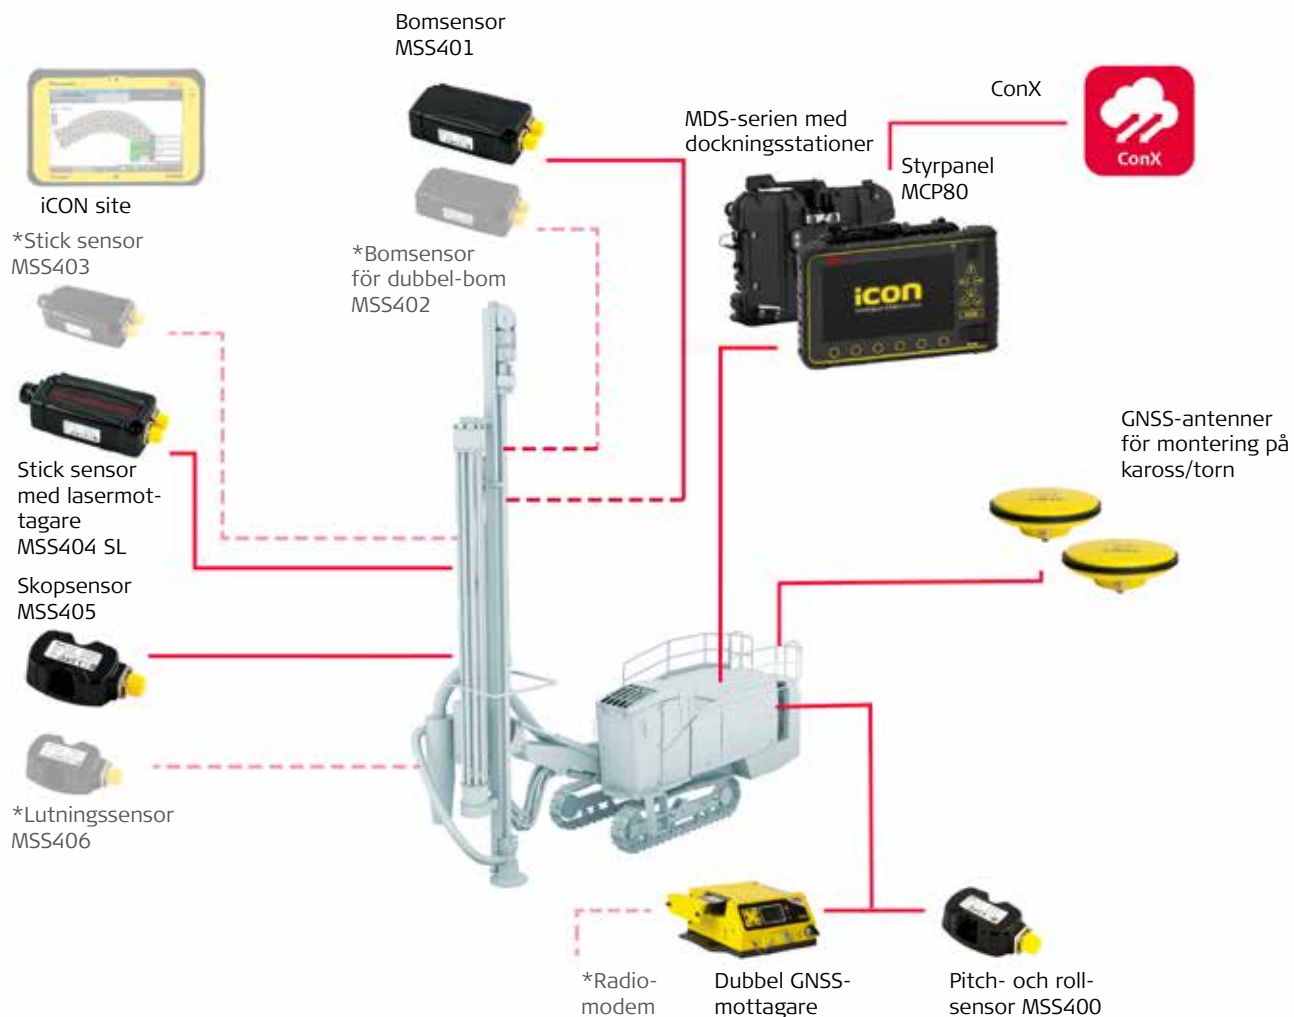 Bomsensor
MSS401
ConX
ConX
MDS-serien med
dockningsstationer
Styrpanel
MCP80
iCON
iCON site
*Stick sensor
MSS403
*Bomsensor
för dubbel-bom
MSS402
GNSS-antenner
för montering på
kaross/torn
Stick sensor
med lasermot-
tagare
MSS404 SL
Skopsensor
MSS405
*Lutningssensor
MSS406
*Radio-
modem
Dubbel GNSS-
mottagare
Pitch- och roll-
sensor MSS400